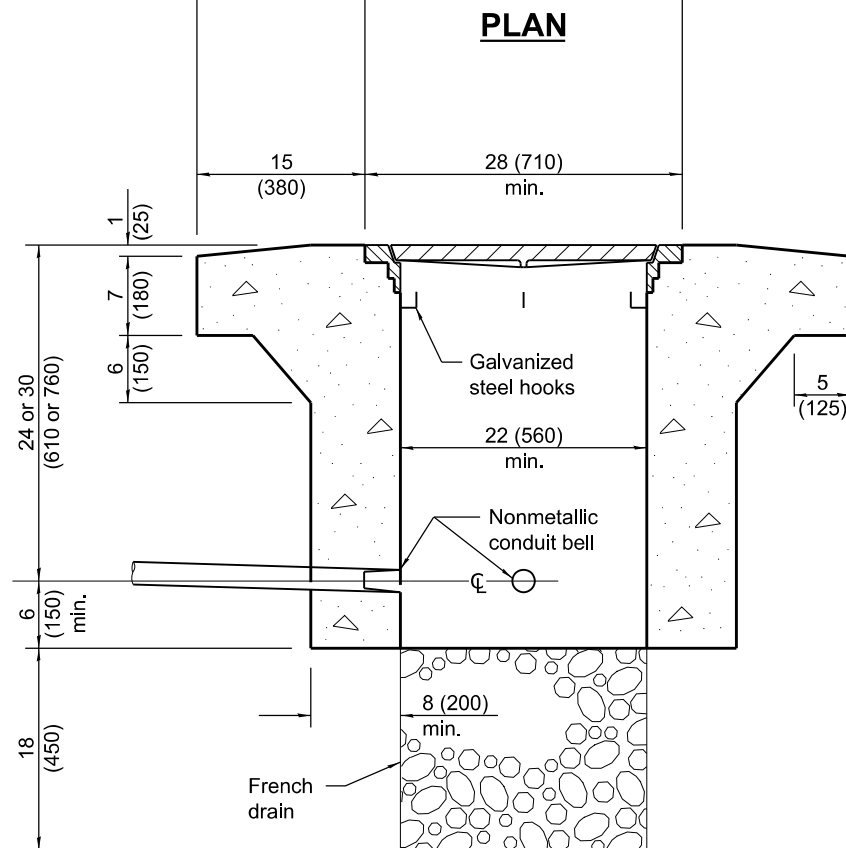 PLAN
15
(380)
28 (710)
min.
1
(25)
7
(180)
6
(150)
24 or 30
(610 or 760)
Galvanized
steel hooks
5
(125)
22 (560)
min.
Nonmetallic
conduit bell
℄
6
(150)
min.
8 (200)
min.
18
(450)
French
drain